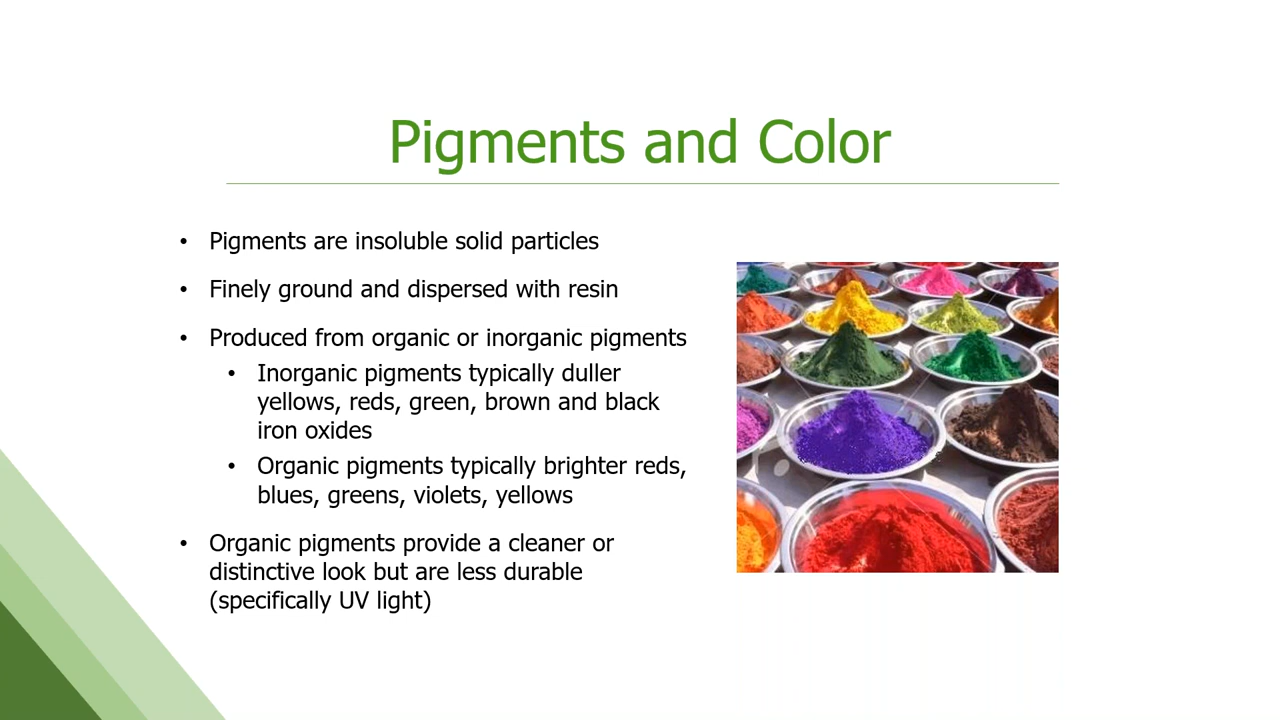 Pigments and Color
• Pigments are insoluble solid particles
• Finely ground and dispersed with resin
• Produced from organic or inorganic pigments
• Inorganic pigments typically duller
yellows, reds, green, brown and black
iron oxides
• Organic pigments typically brighter reds,
blues, greens, violets, yellows
• Organic pigments provide a cleaner or
distinctive look but are less durable
(specifically UV light)